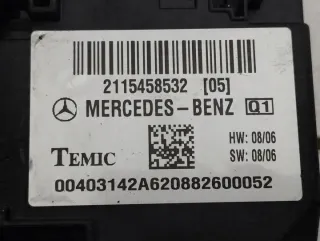 2115458532 [05]
MERCEDES-BENZ Q1
HW: 08/06
TEMIC SW: 08/06
00403142A620882600052